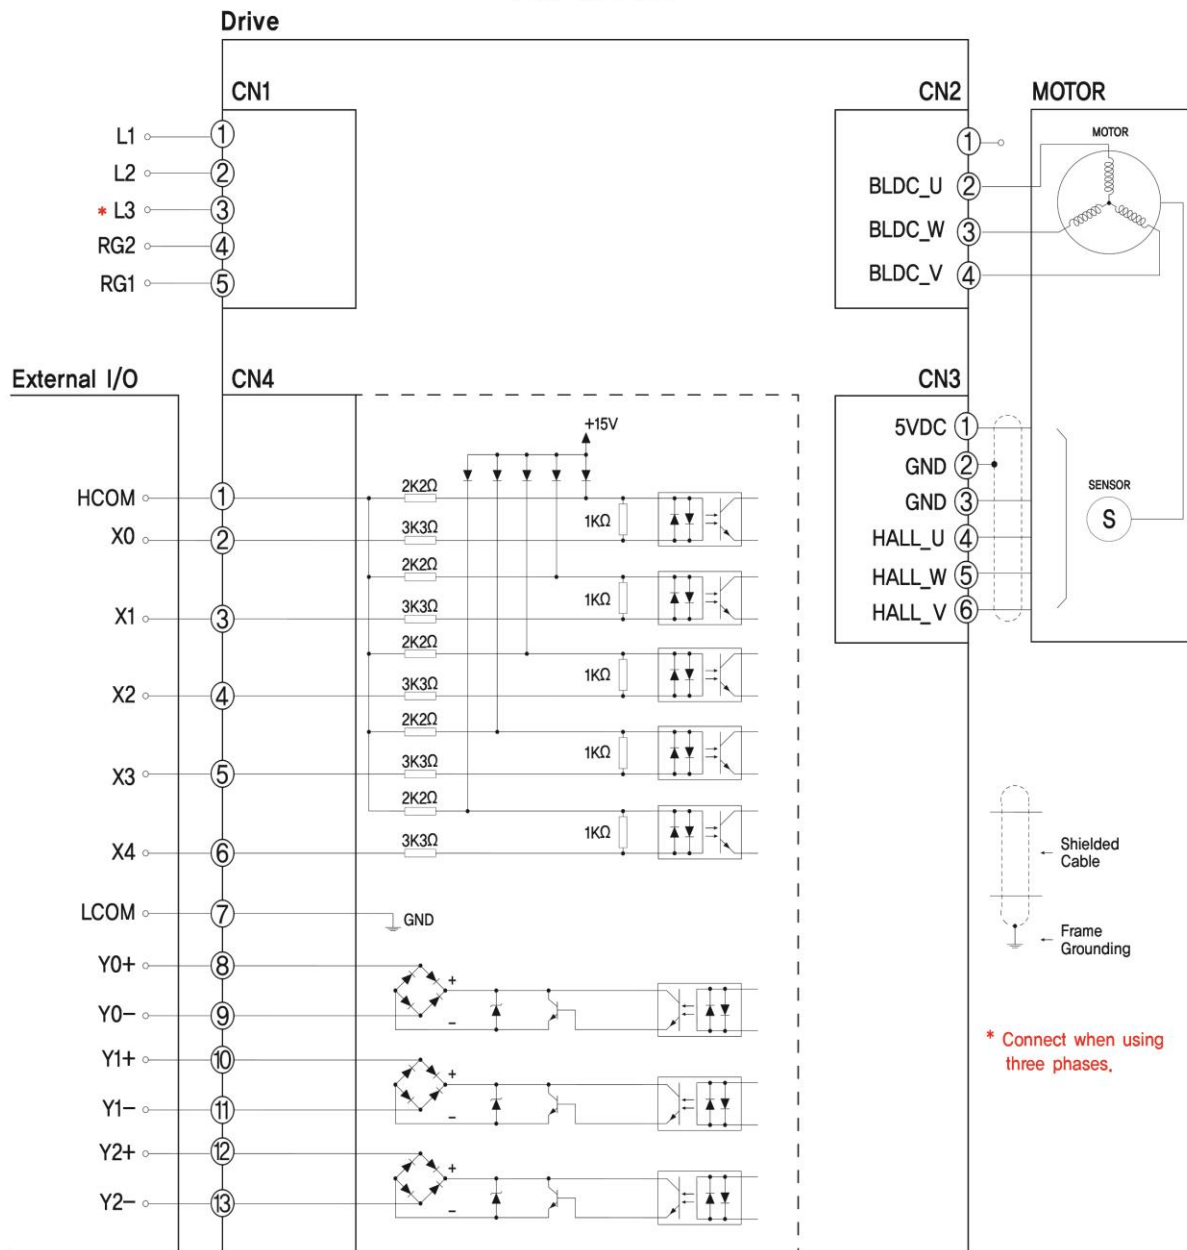 Drive
CN1
CN2
MOTOR
L1
1
L2
2
* L3
3
RG2
4
RG1
5
1
BLDC_U
2
BLDC_W
3
BLDC_V
4
MOTOR
External I/O
CN4
CN3
+15V
HCOM
1
2K2Ω
X0
2
3K3Ω
1KΩ
2K2Ω
X1
3
3K3Ω
1KΩ
2K2Ω
X2
4
3K3Ω
1KΩ
2K2Ω
X3
5
3K3Ω
1KΩ
2K2Ω
X4
6
3K3Ω
1KΩ
LCOM
7
GND
Y0+
8
+
Y0-
9
-
Y1+
10
+
Y1-
11
-
Y2+
12
+
Y2-
13
-
5VDC
1
GND
2
GND
3
HALL_U
4
HALL_W
5
HALL_V
6
SENSOR
S
Shielded
Cable
Frame
Grounding
* Connect when using
three phases.